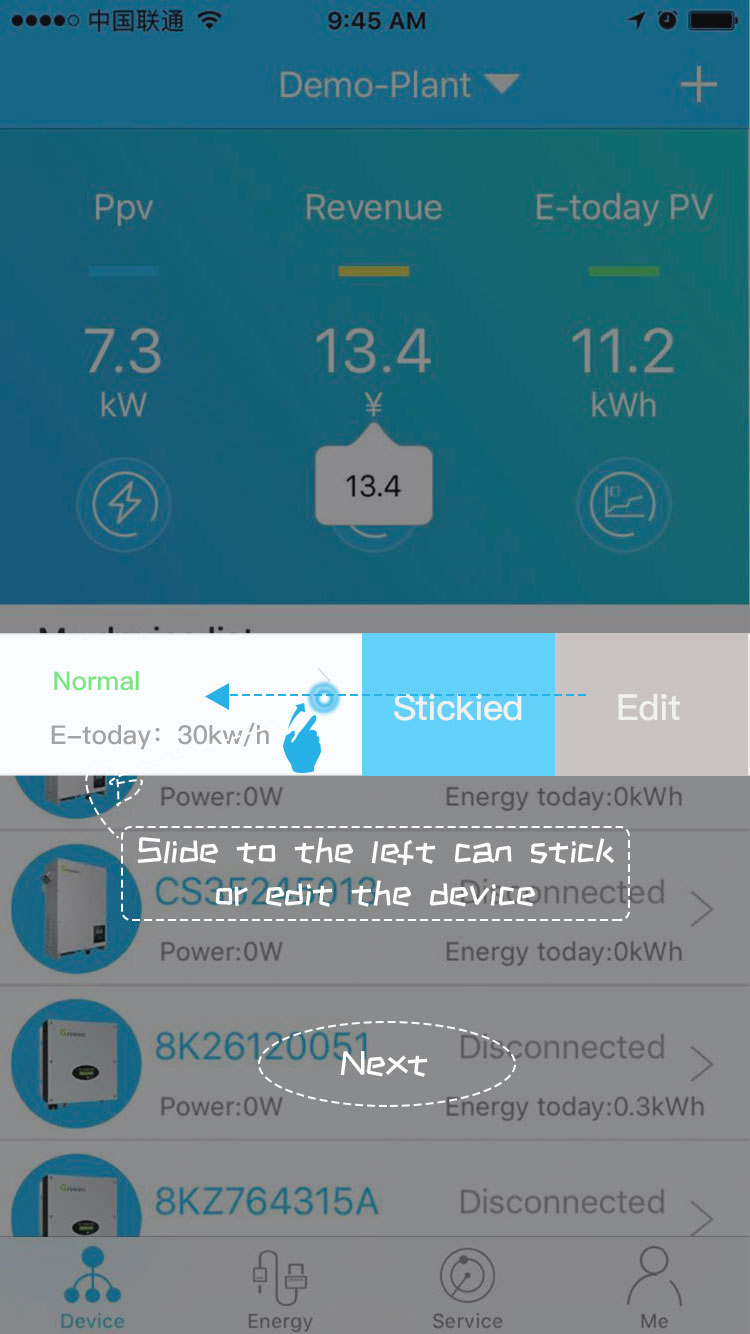 中国联通 9:45 AM
Demo-Plant
Ppv Revenue E-today PV
7.3 13.4 11.2
kW ¥ kWh
13.4
Normal
E-today: 30kw/h
Stickied Edit
Power:0W Energy today:0kWh
Slide to the left can stick
or edit the device
Disconnected
Power:0W Energy today:0kWh
8K26120051 Disconnected
Next
Power:0W Energy today:0.3kWh
8KZ764315A Disconnected
Device Energy Service Me